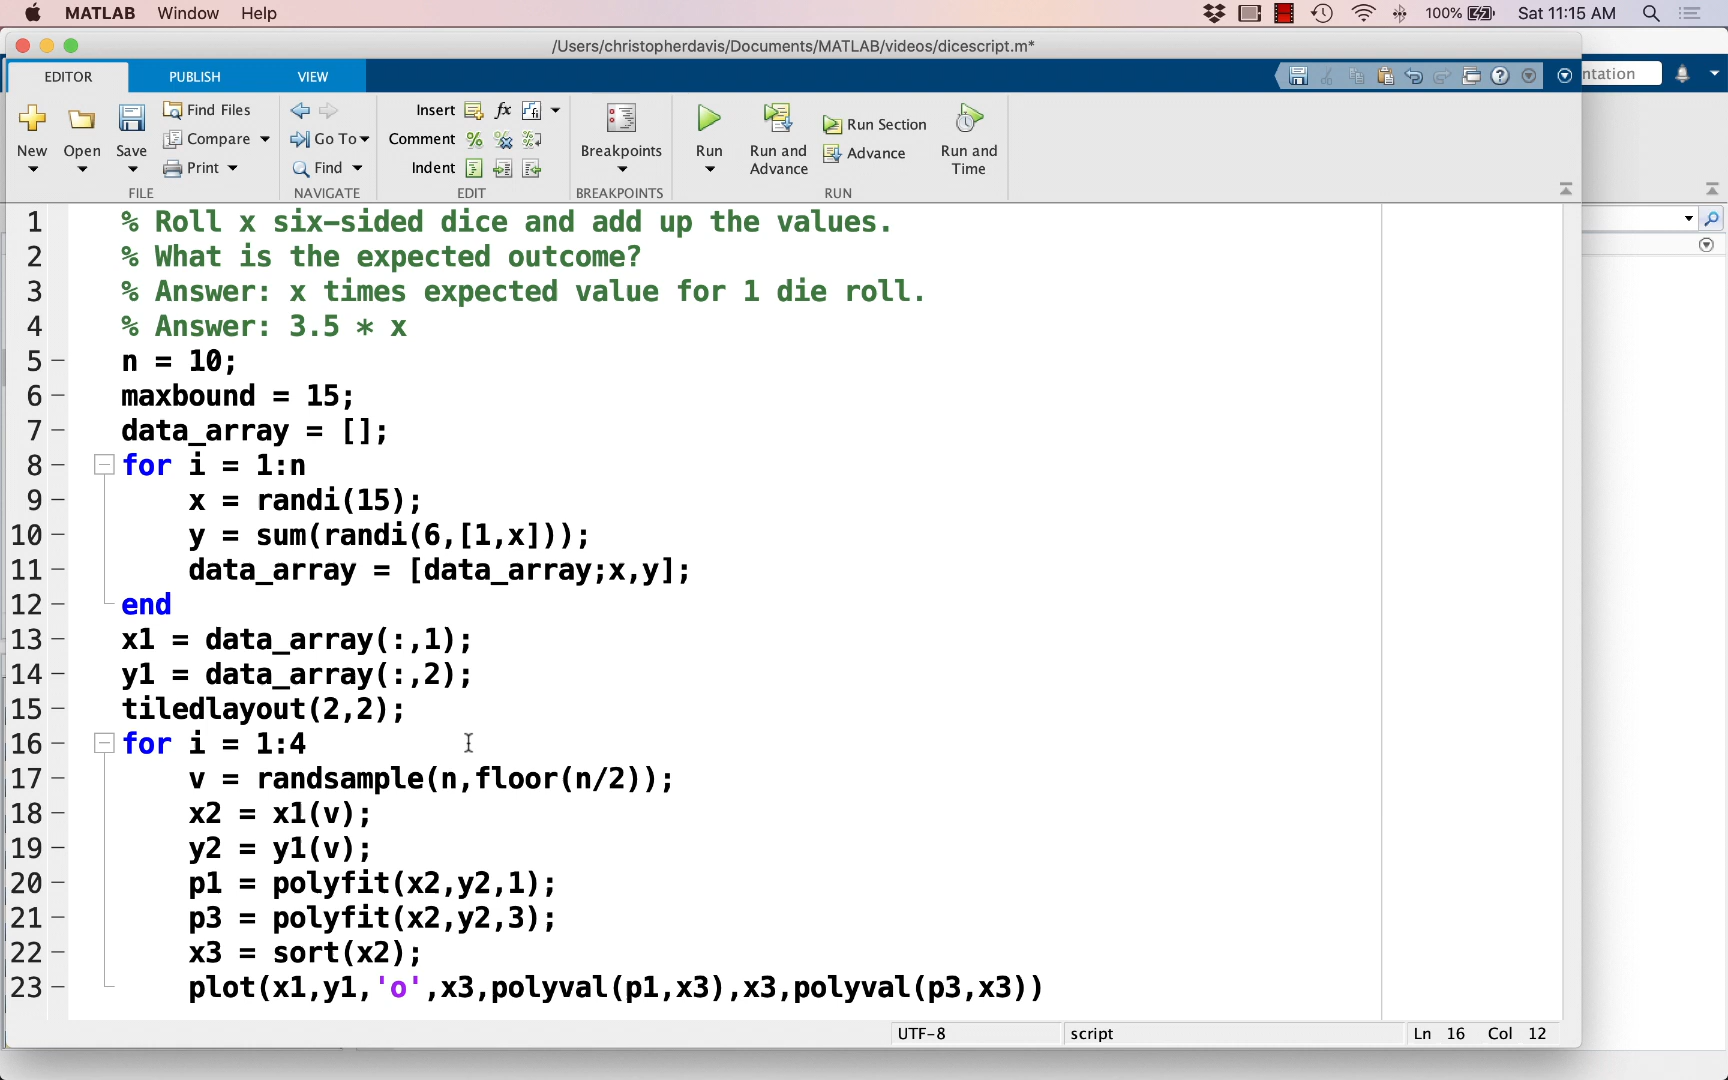 MATLAB Window Help 100% Sat 11:15 AM
/Users/christopherdavis/Documents/MATLAB/videos/dicescript.m*
EDITOR PUBLISH VIEW ntation
New Open Save Find Files Compare Print
Go To Find
Insert fx
Comment
Indent
Breakpoints
Run
Run and Advance
Run Section
Advance
Run and Time
FILE NAVIGATE EDIT BREAKPOINTS RUN
1 % Roll x six-sided dice and add up the values.
2 % What is the expected outcome?
3 % Answer: x times expected value for 1 die roll.
4 % Answer: 3.5 * x
5 – n = 10;
6 – maxbound = 15;
7 – data_array = [];
8 – for i = 1:n
9 – x = randi(15);
10 – y = sum(randi(6,[1,x]));
11 – data_array = [data_array;x,y];
12 – end
13 – x1 = data_array(:,1);
14 – y1 = data_array(:,2);
15 – tiledlayout(2,2);
16 – for i = 1:4
17 – v = randsample(n,floor(n/2));
18 – x2 = x1(v);
19 – y2 = y1(v);
20 – p1 = polyfit(x2,y2,1);
21 – p3 = polyfit(x2,y2,3);
22 – x3 = sort(x2);
23 – plot(x1,y1,'o',x3,polyval(p1,x3),x3,polyval(p3,x3))
UTF-8 script Ln 16 Col 12